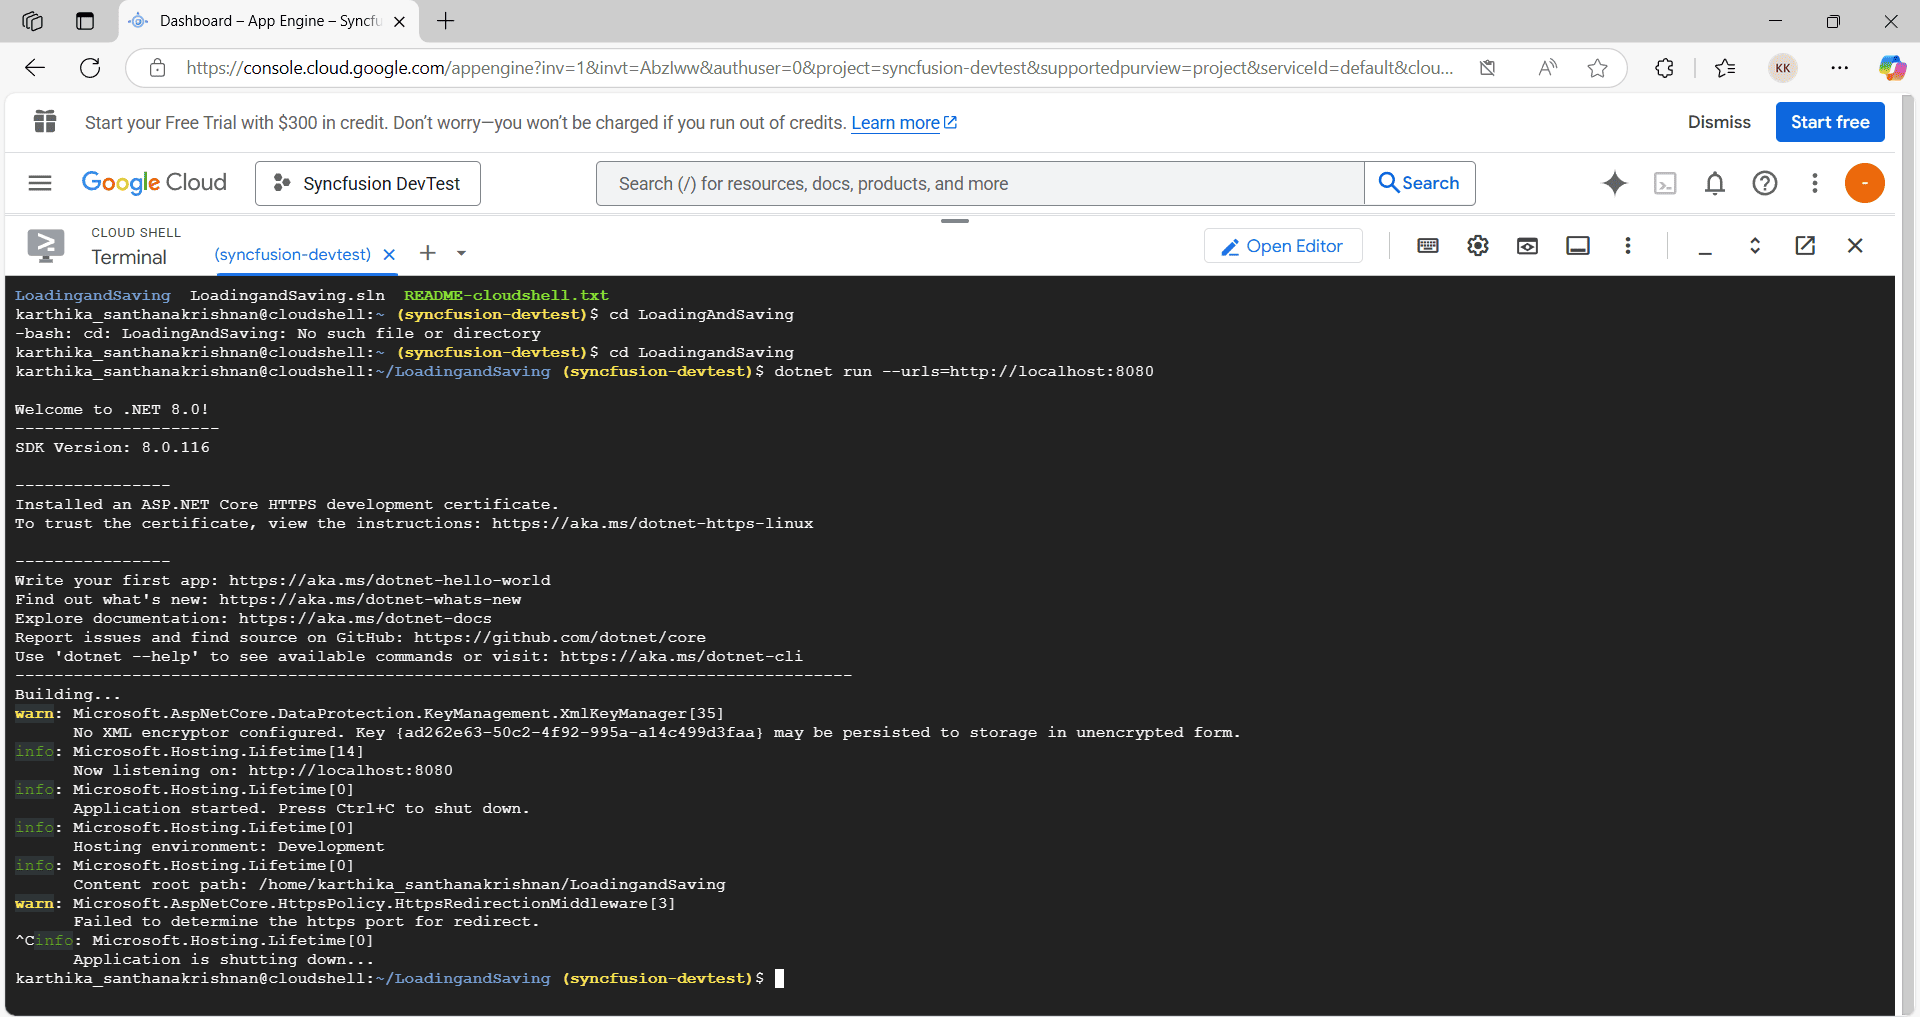 Dashboard – App Engine – Syncfu
https://console.cloud.google.com/appengine?inv=1&invt=AbzIww&authuser=0&project=syncfusion-devtest&supportedpurview=project&serviceId=default&clou...
KK
Start your Free Trial with $300 in credit. Don't worry—you won't be charged if you run out of credits. Learn more
Dismiss
Start free
Google Cloud
Syncfusion DevTest
Search (/) for resources, docs, products, and more
Search
CLOUD SHELL
Terminal
(syncfusion-devtest)
Open Editor
LoadingandSaving  LoadingandSaving.sln  README-cloudshell.txt
karthika_santhanakrishnan@cloudshell:~ (syncfusion-devtest)$ cd LoadingAndSaving
-bash: cd: LoadingAndSaving: No such file or directory
karthika_santhanakrishnan@cloudshell:~ (syncfusion-devtest)$ cd LoadingandSaving
karthika_santhanakrishnan@cloudshell:~/LoadingandSaving (syncfusion-devtest)$ dotnet run --urls=http://localhost:8080
Welcome to .NET 8.0!
---------------------
SDK Version: 8.0.116
----------------
Installed an ASP.NET Core HTTPS development certificate.
To trust the certificate, view the instructions: https://aka.ms/dotnet-https-linux
----------------
Write your first app: https://aka.ms/dotnet-hello-world
Find out what's new: https://aka.ms/dotnet-whats-new
Explore documentation: https://aka.ms/dotnet-docs
Report issues and find source on GitHub: https://github.com/dotnet/core
Use 'dotnet --help' to see available commands or visit: https://aka.ms/dotnet-cli
--------------------------------------------------------------------------------------
Building...
warn: Microsoft.AspNetCore.DataProtection.KeyManagement.XmlKeyManager[35]
No XML encryptor configured. Key {ad262e63-50c2-4f92-995a-a14c499d3faa} may be persisted to storage in unencrypted form.
info: Microsoft.Hosting.Lifetime[14]
Now listening on: http://localhost:8080
info: Microsoft.Hosting.Lifetime[0]
Application started. Press Ctrl+C to shut down.
info: Microsoft.Hosting.Lifetime[0]
Hosting environment: Development
info: Microsoft.Hosting.Lifetime[0]
Content root path: /home/karthika_santhanakrishnan/LoadingandSaving
warn: Microsoft.AspNetCore.HttpsPolicy.HttpsRedirectionMiddleware[3]
Failed to determine the https port for redirect.
^Cinfo: Microsoft.Hosting.Lifetime[0]
Application is shutting down...
karthika_santhanakrishnan@cloudshell:~/LoadingandSaving (syncfusion-devtest)$